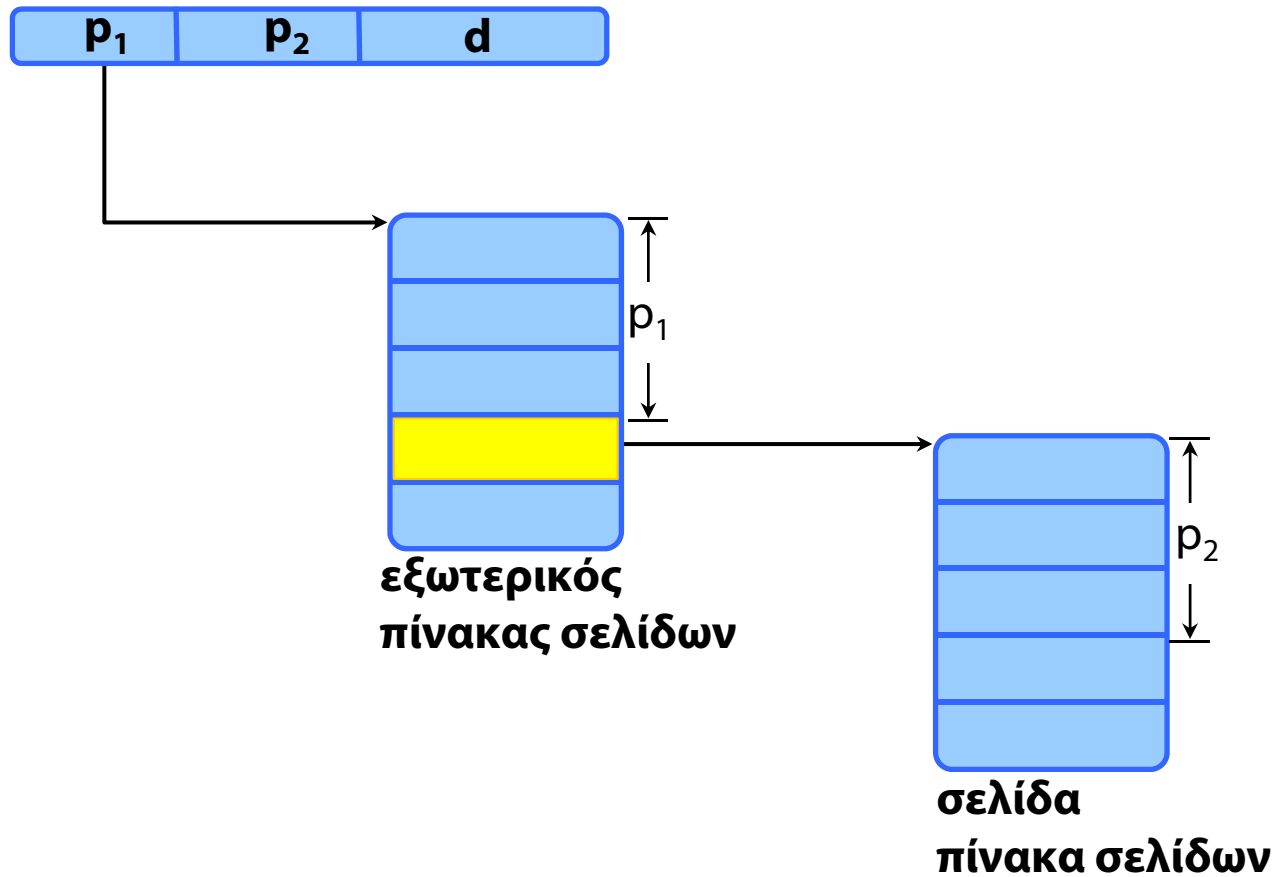 p₁ p₂ d
p₁
εξωτερικός
πίνακας σελίδων
p₂
σελίδα
πίνακα σελίδων